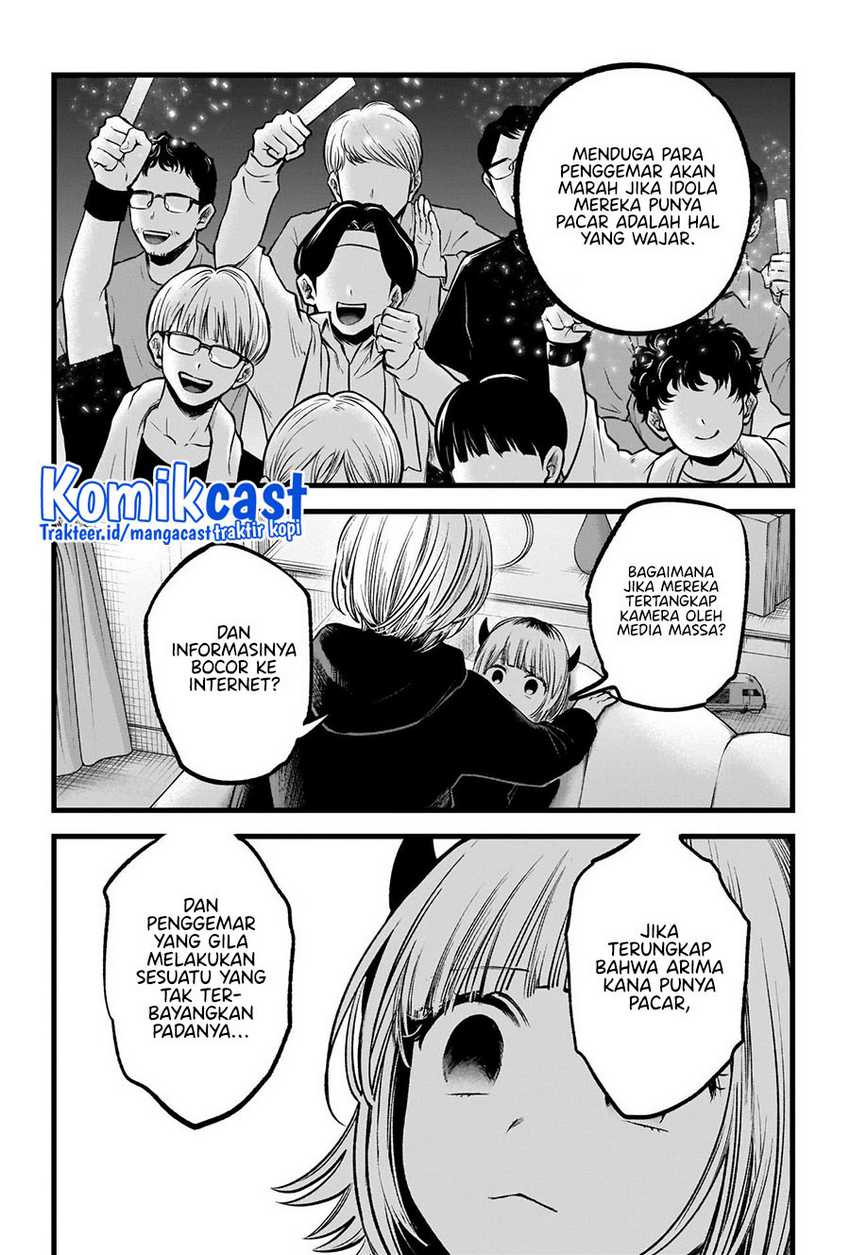 MENDUGA PARA
PENGGEMAR AKAN
MARAH JIKA IDOLA
MEREKA PUNYA
PACAR ADALAH HAL
YANG WAJAR.
Komikcast
Trakteer.id/mangacast traktir kopi
BAGAIMANA
JIKA MEREKA
TERTANGKAP
KAMERA OLEH
MEDIA MASSA?
DAN
INFORMASINYA
BOCOR KE
INTERNET?
JIKA
TERUNGKAP
BAHWA ARIMA
KANA PUNYA
PACAR,
DAN
PENGGEMAR
YANG GILA
MELAKUKAN
SESUATU YANG
TAK TER-
BAYANGKAN
PADANYA...